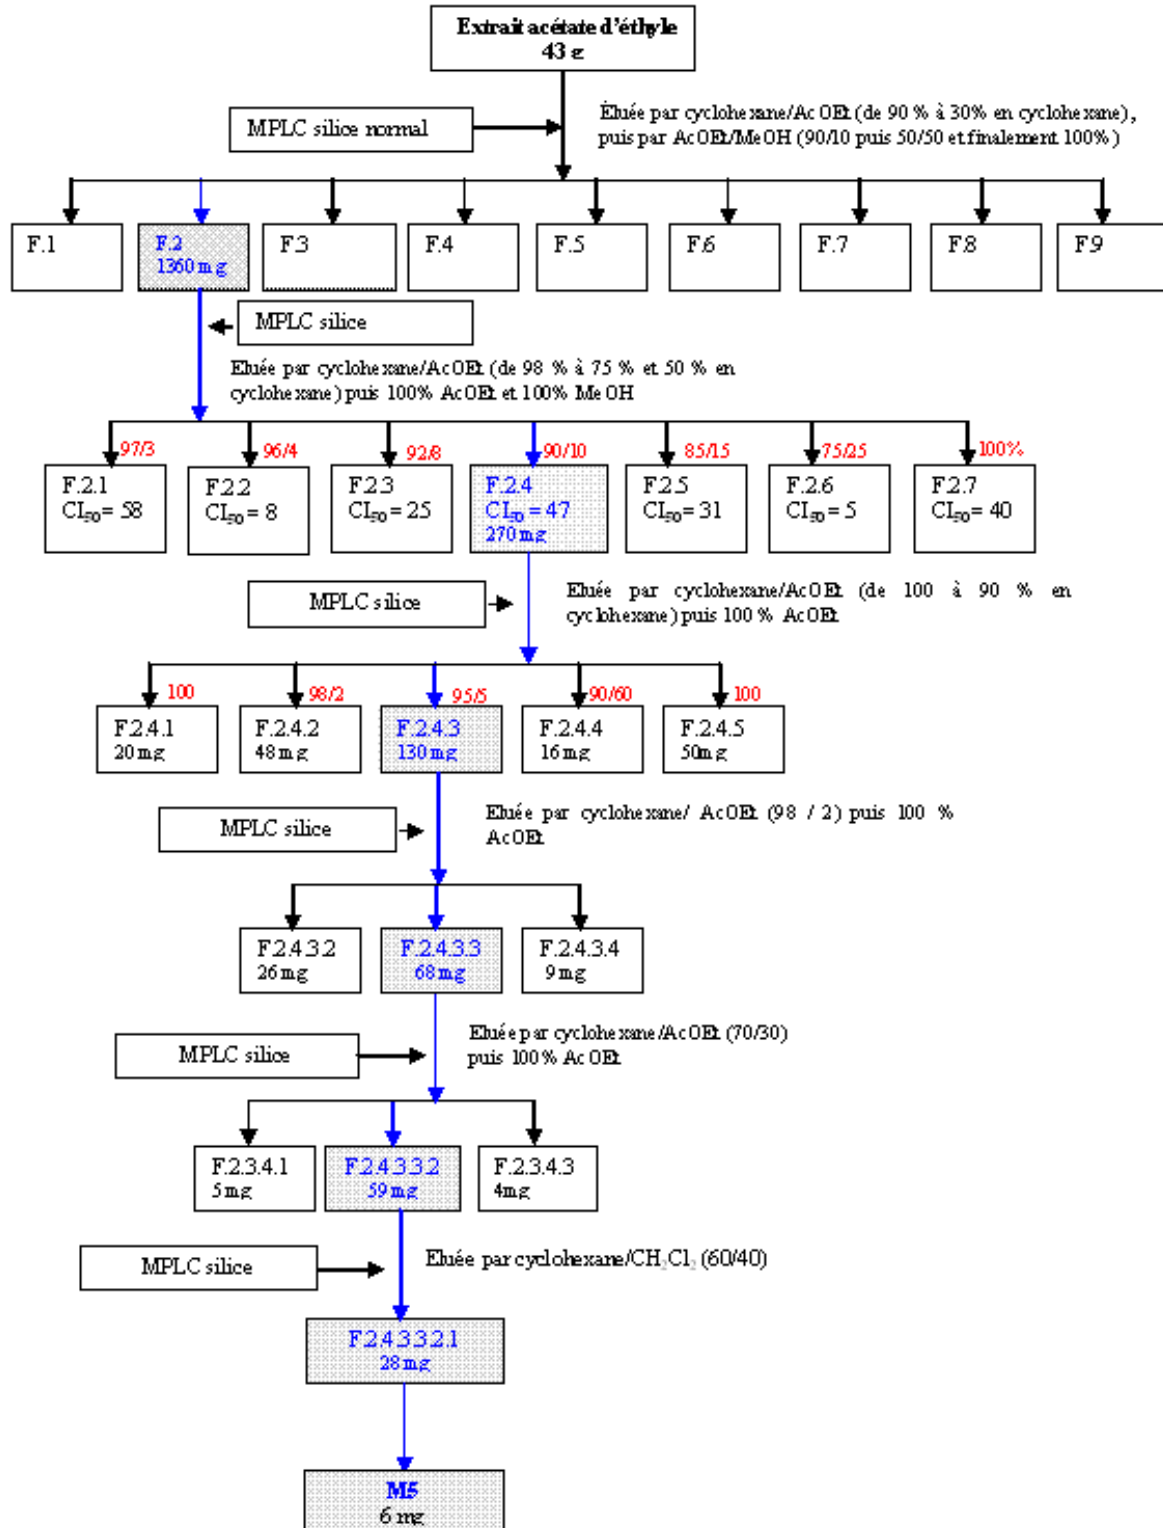 Extrait acétate d'éthyle
43 g
MPLC silice normal
Éluée par cyclohexane/AcOEt (de 90 % à 30% en cyclohexane),
puis par AcOEt/MeOH (90/10 puis 50/50 et finalement 100%)
F.1
F.2
1360 mg
F.3
F.4
F.5
F.6
F.7
F.8
F.9
MPLC silice
Eluée par cyclohexane/AcOEt (de 98 % à 75 % et 50 % en
cyclohexane) puis 100% AcOEt et 100% MeOH
97/3
96/4
92/8
90/10
85/15
75/25
100%
F.2.1
CI50 = 58
F.2.2
CI50 = 8
F.2.3
CI50 = 25
F.2.4
CI50 = 47
270 mg
F.2.5
CI50 = 31
F.2.6
CI50 = 5
F.2.7
CI50 = 40
MPLC silice
Eluée par cyclohexane/AcOEt (de 100 à 90 % en
cyclohexane) puis 100 % AcOEt
100
98/2
95/5
90/60
100
F.2.4.1
20 mg
F.2.4.2
48 mg
F.2.4.3
130 mg
F.2.4.4
16 mg
F.2.4.5
50mg
MPLC silice
Eluée par cyclohexane/ AcOEt (98 / 2) puis 100 %
AcOEt
F.2.4.3.2
26 mg
F.2.4.3.3
68 mg
F.2.4.3.4
9 mg
MPLC silice
Eluée par cyclohexane/AcOEt (70/30)
puis 100% AcOEt
F.2.3.4.1
5 mg
F.2.4.3.3.2
59 mg
F.2.3.4.3
4mg
MPLC silice
Eluée par cyclohexane/CH2Cl2 (60/40)
F.2.4.3.3.2.1
28 mg
M5
6 mg